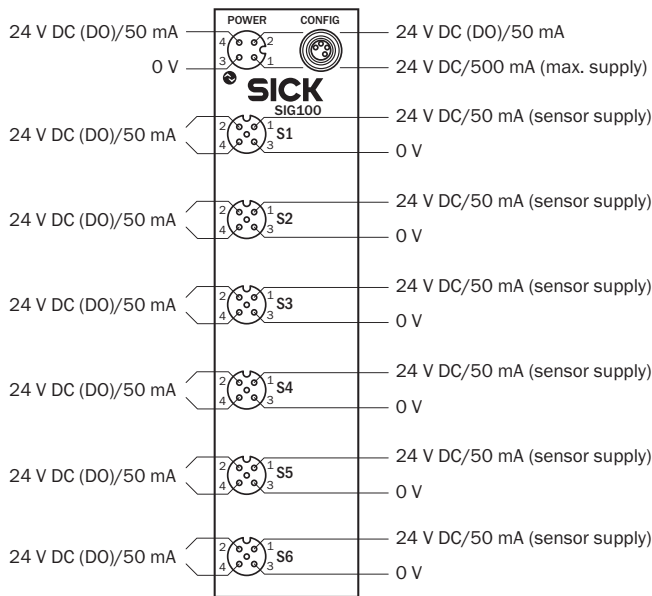 POWER CONFIG
24 V DC (DO)/50 mA 4 2 24 V DC (DO)/50 mA
0 V 3 1 24 V DC/500 mA (max. supply)
SICK
SIG100
24 V DC (DO)/50 mA 2 1 S1 24 V DC/50 mA (sensor supply)
4 3 0 V
24 V DC (DO)/50 mA 2 1 S2 24 V DC/50 mA (sensor supply)
4 3 0 V
24 V DC (DO)/50 mA 2 1 S3 24 V DC/50 mA (sensor supply)
4 3 0 V
24 V DC (DO)/50 mA 2 1 S4 24 V DC/50 mA (sensor supply)
4 3 0 V
24 V DC (DO)/50 mA 2 1 S5 24 V DC/50 mA (sensor supply)
4 3 0 V
24 V DC (DO)/50 mA 2 1 S6 24 V DC/50 mA (sensor supply)
4 3 0 V